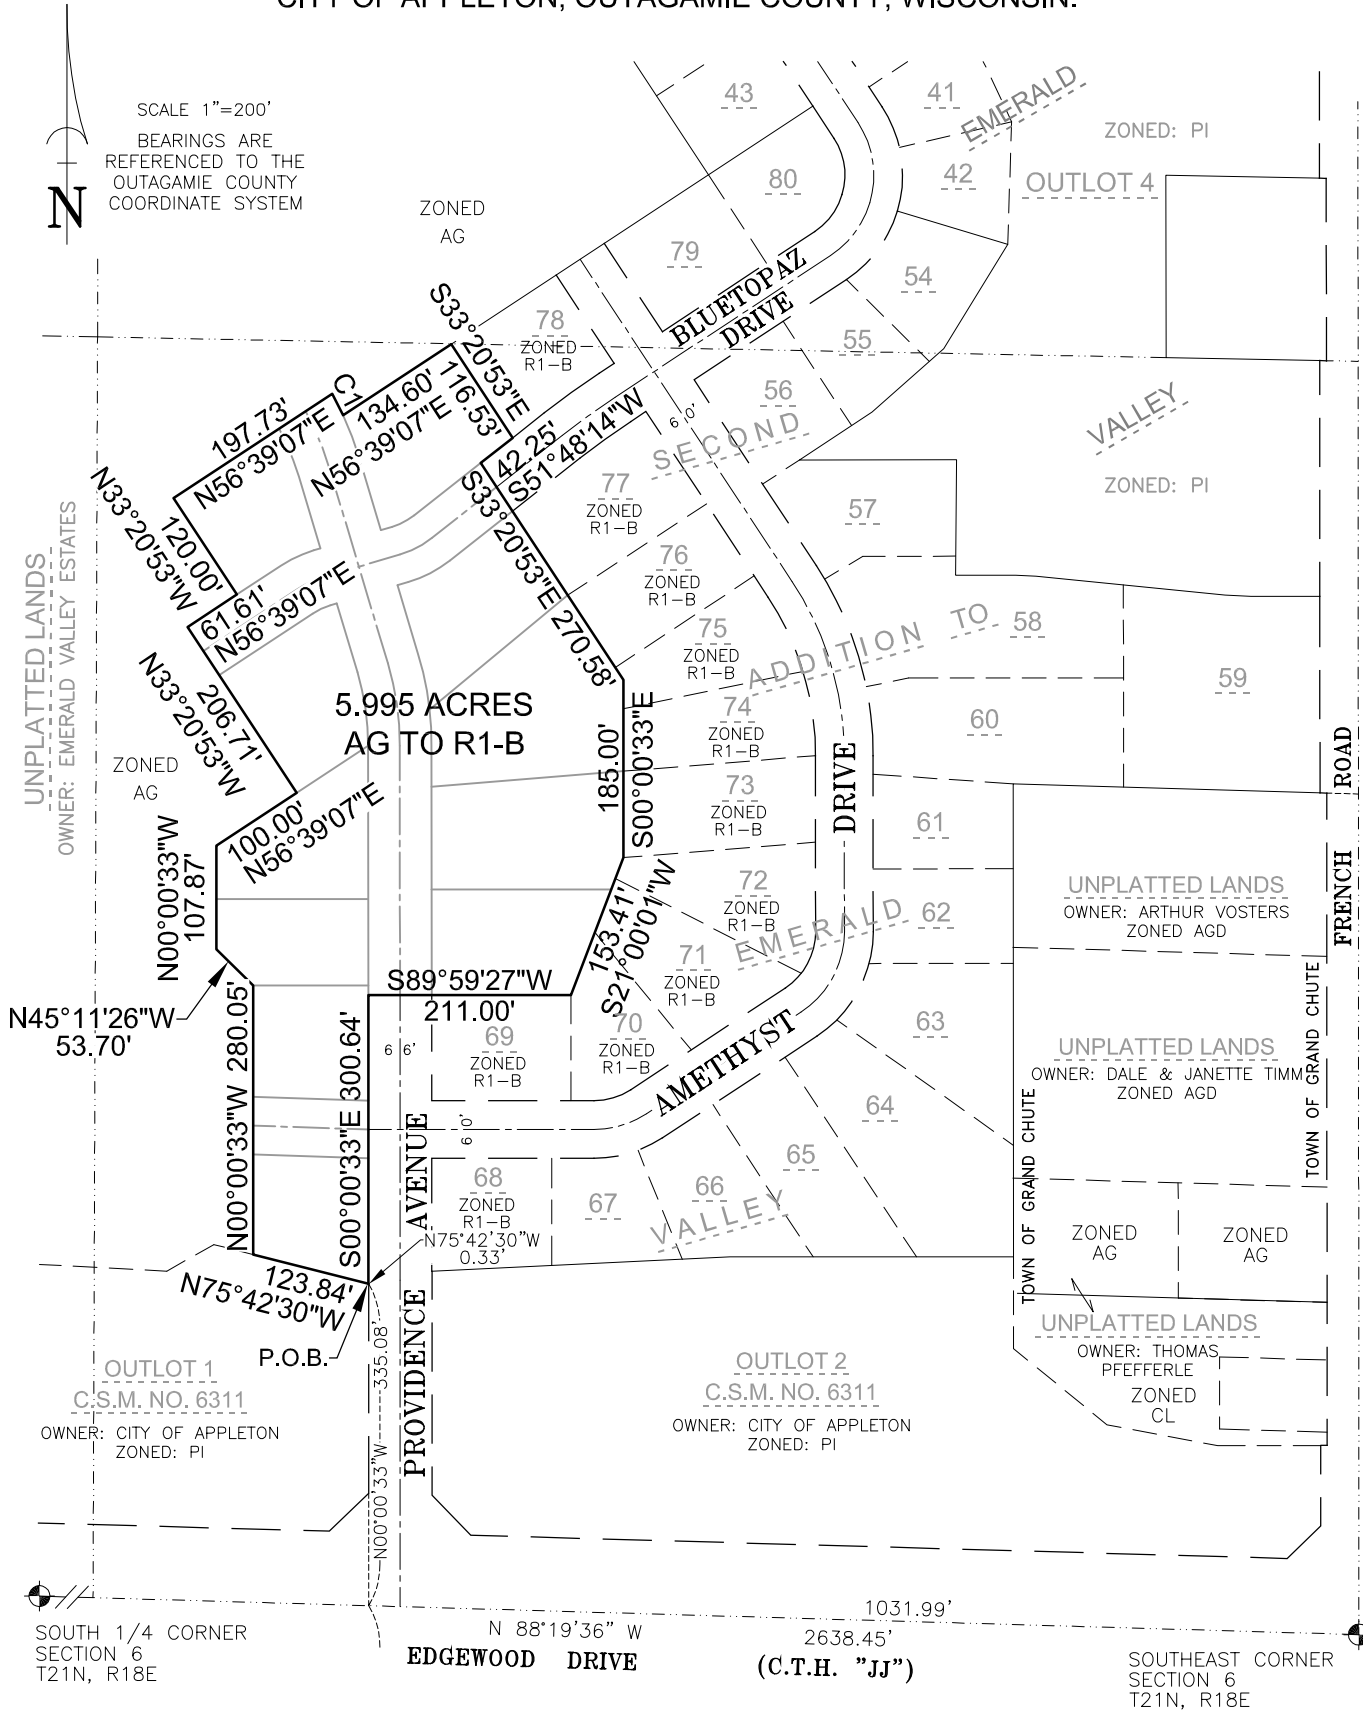 CITY OF APPLETON, OUTAGAMIE COUNTY, WISCONSIN.
SCALE 1"=200'
BEARINGS ARE
REFERENCED TO THE
OUTAGAMIE COUNTY
COORDINATE SYSTEM
N
ZONED
AG
43
41
EMERALD
ZONED: PI
42
80
OUTLOT 4
79
BLUETOPAZ
DRIVE
54
78
ZONED
R1-B
55
56
S33°20'53"E
116.53'
C1
134.60'
N56°39'07"E
197.73'
N56°39'07"E
42.25'
S51°48'14"W
60'
SECOND
VALLEY
ZONED: PI
N33°20'53"W
120.00'
S33°20'53"E 270.58'
77
ZONED
R1-B
57
76
ZONED
R1-B
UNPLATTED LANDS
OWNER: EMERALD VALLEY ESTATES
61.61'
N56°39'07"E
75
ZONED
R1-B
ADDITION TO
58
59
60
N33°20'53"W
206.71'
5.995 ACRES
AG TO R1-B
185.00'
S00°00'33"E
74
ZONED
R1-B
ZONED
AG
DRIVE
73
ZONED
R1-B
61
ROAD
FRENCH
100.00'
N56°39'07"E
N00°00'33"W
107.87'
72
ZONED
R1-B
EMERALD
62
UNPLATTED LANDS
OWNER: ARTHUR VOSTERS
ZONED AGD
153.41'
S21°00'01"W
71
ZONED
R1-B
S89°59'27"W
211.00'
N45°11'26"W
53.70'
70
ZONED
R1-B
69
ZONED
R1-B
66'
AMETHYST
63
UNPLATTED LANDS
OWNER: DALE & JANETTE TIMM
ZONED AGD
TOWN OF GRAND CHUTE
TOWN OF GRAND CHUTE
N00°00'33"W 280.05'
S00°00'33"E 300.64'
60'
64
65
66
67
VALLEY
68
ZONED
R1-B
AVENUE
N75°42'30"W
0.33'
ZONED
AG
ZONED
AG
123.84'
N75°42'30"W
P.O.B.
UNPLATTED LANDS
OWNER: THOMAS
PFEFFERLE
ZONED
CL
OUTLOT 1
C.S.M. NO. 6311
OWNER: CITY OF APPLETON
ZONED: PI
N00°00'33"W
335.08'
PROVIDENCE
OUTLOT 2
C.S.M. NO. 6311
OWNER: CITY OF APPLETON
ZONED: PI
1031.99'
N 88°19'36" W
2638.45'
EDGEWOOD DRIVE
(C.T.H. "JJ")
SOUTH 1/4 CORNER
SECTION 6
T21N, R18E
SOUTHEAST CORNER
SECTION 6
T21N, R18E